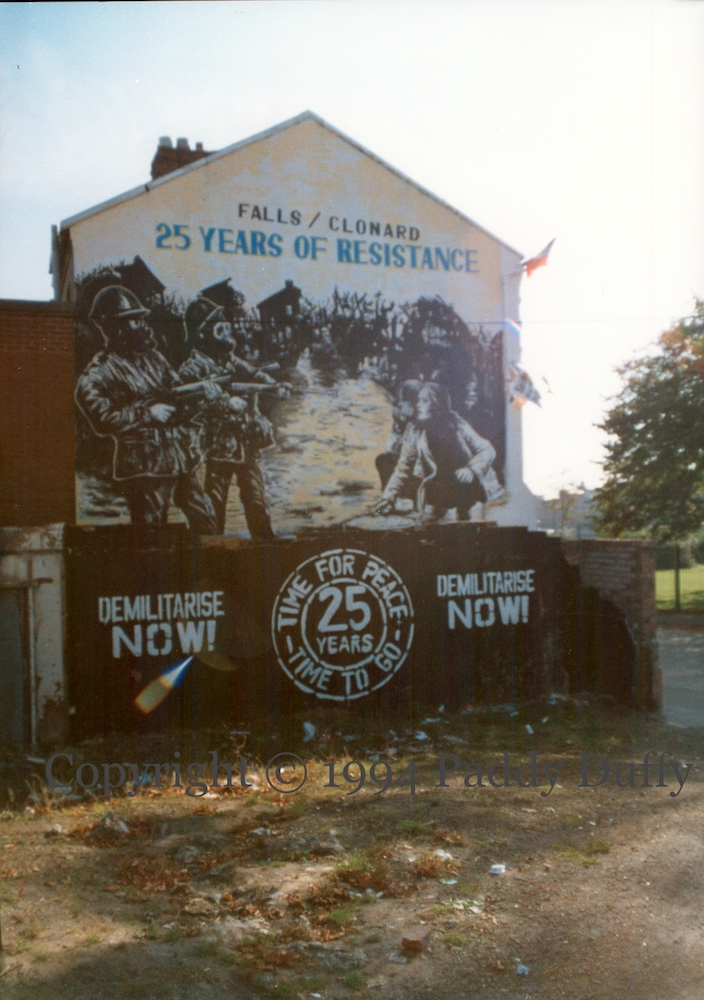 FALLS / CLONARD
25 YEARS OF RESISTANCE
DEMILITARISE
NOW!
TIME FOR PEACE
25
YEARS
TIME TO GO
DEMILITARISE
NOW!
Copyright © 1994 Paddy Duffy